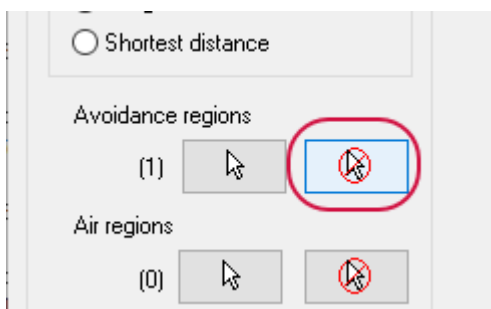 Shortest distance
Avoidance regions
(1)
Air regions
(0)